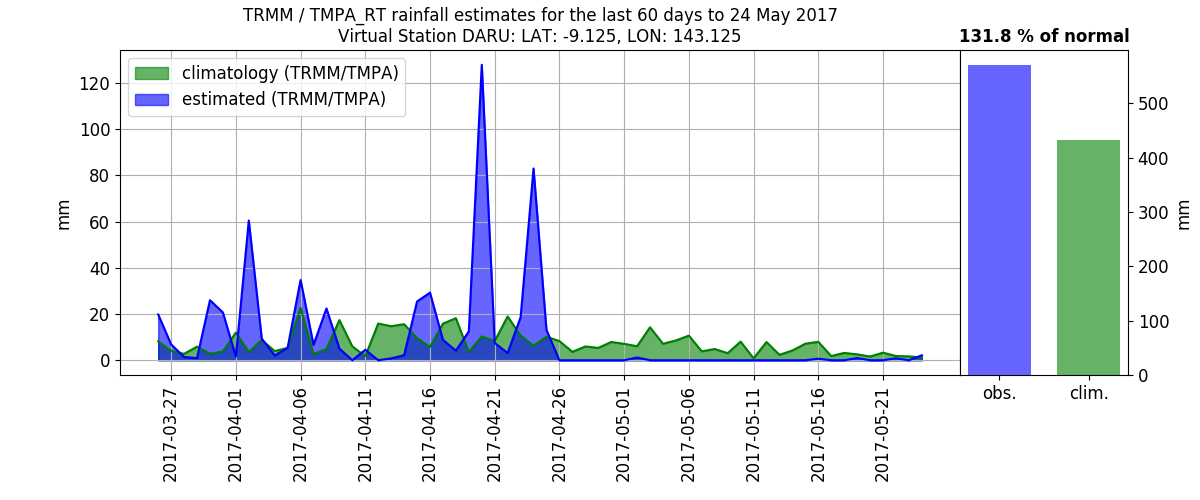 TRMM / TMPA_RT rainfall estimates for the last 60 days to 24 May 2017
Virtual Station DARU: LAT: -9.125, LON: 143.125
131.8 % of normal
climatology (TRMM/TMPA)
estimated (TRMM/TMPA)
120
100
80
60
40
20
0
mm
2017-03-27
2017-04-01
2017-04-06
2017-04-11
2017-04-16
2017-04-21
2017-04-26
2017-05-01
2017-05-06
2017-05-11
2017-05-16
2017-05-21
500
400
300
200
100
0
mm
obs.
clim.